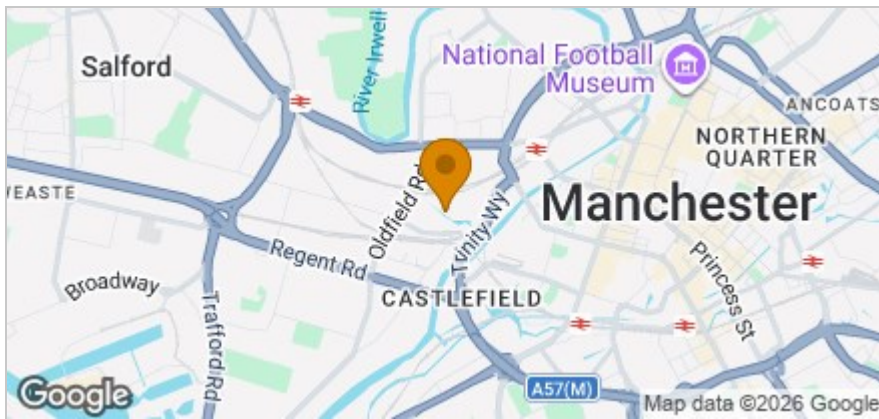 National Football
Museum
Salford
River Irwell
ANCOATS
NORTHERN
QUARTER
Oldfield Rd
Manchester
Trinity Wy
Regent Rd
Princess St
Broadway
CASTLEFIELD
Trafford Rd
A57(M)
Google
Map data ©2026 Google